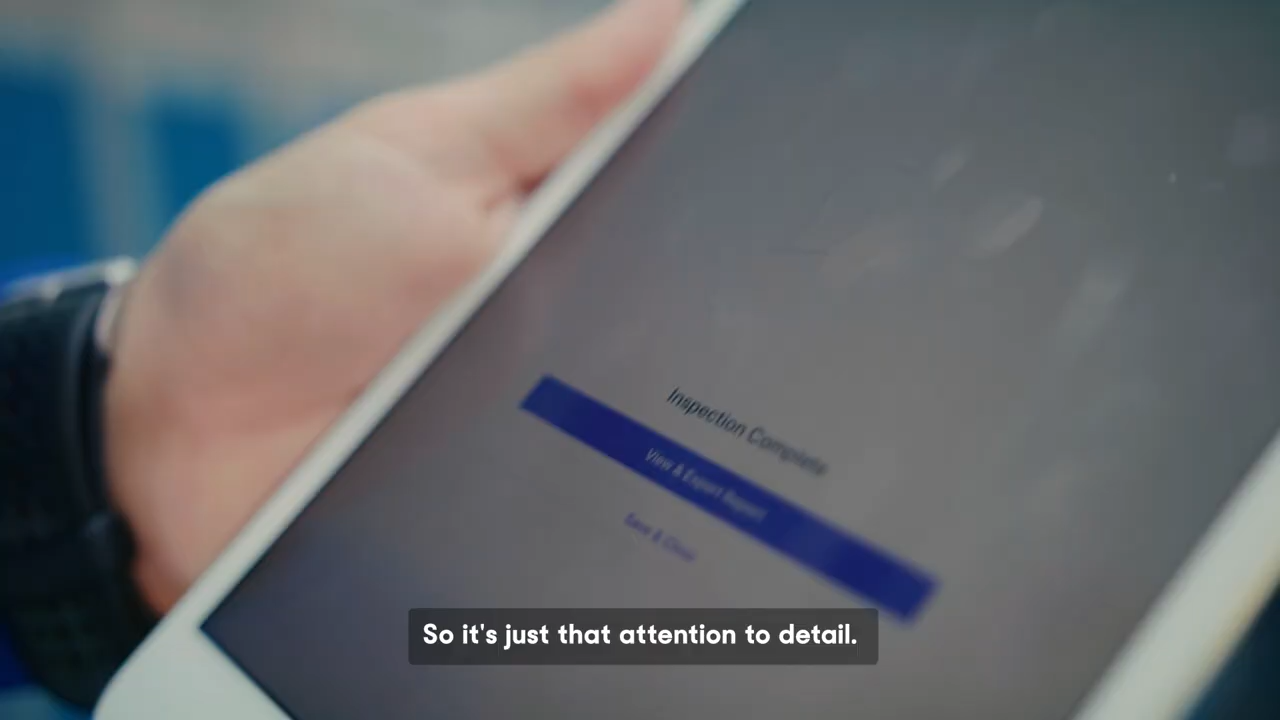 Inspection Complete
View & Export Report
Save & Close
So it's just that attention to detail.